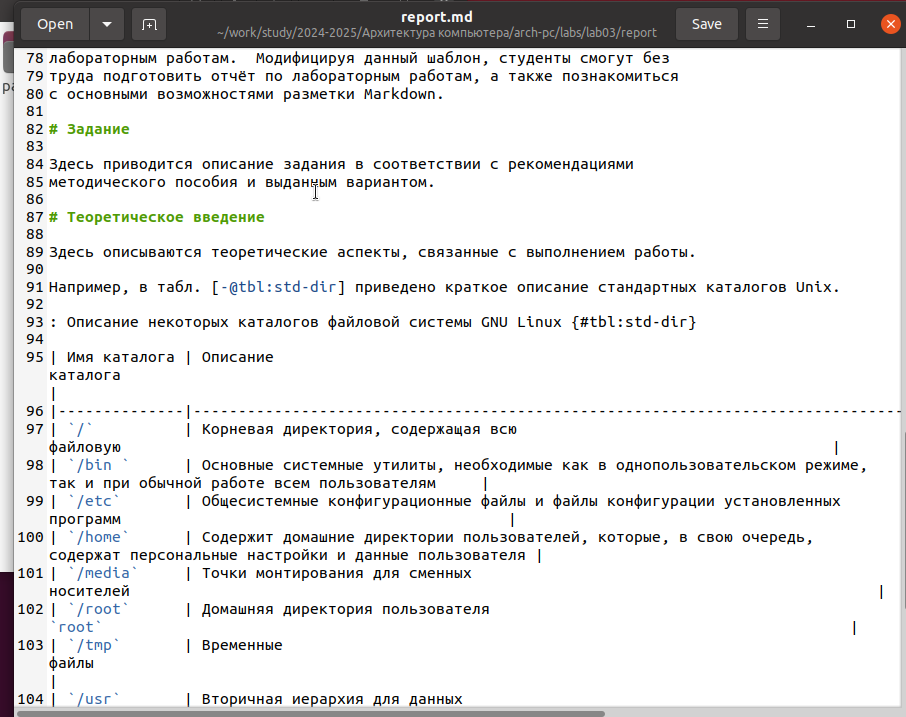 Open
report.md
~/work/study/2024-2025/Архитектура компьютера/arch-pc/labs/lab03/report
Save
78 лабораторным работам.  Модифицируя данный шаблон, студенты смогут без
79 труда подготовить отчёт по лабораторным работам, а также познакомиться
80 с основными возможностями разметки Markdown.
81
82 # Задание
83
84 Здесь приводится описание задания в соответствии с рекомендациями
85 методического пособия и выданным вариантом.
86
87 # Теоретическое введение
88
89 Здесь описываются теоретические аспекты, связанные с выполнением работы.
90
91 Например, в табл. [-@tbl:std-dir] приведено краткое описание стандартных каталогов Unix.
92
93 : Описание некоторых каталогов файловой системы GNU Linux {#tbl:std-dir}
94
95 | Имя каталога | Описание
каталога
|
96 |--------------|-------------------------------------------------------------------------------
97 | `/`          | Корневая директория, содержащая всю
файловую |
98 | `/bin `      | Основные системные утилиты, необходимые как в однопользовательском режиме,
так и при обычной работе всем пользователям |
99 | `/etc`       | Общесистемные конфигурационные файлы и файлы конфигурации установленных
программ |
100 | `/home`      | Содержит домашние директории пользователей, которые, в свою очередь,
содержат персональные настройки и данные пользователя |
101 | `/media`     | Точки монтирования для сменных
носителей |
102 | `/root`      | Домашняя директория пользователя
`root` |
103 | `/tmp`       | Временные
файлы
|
104 | `/usr`       | Вторичная иерархия для данных